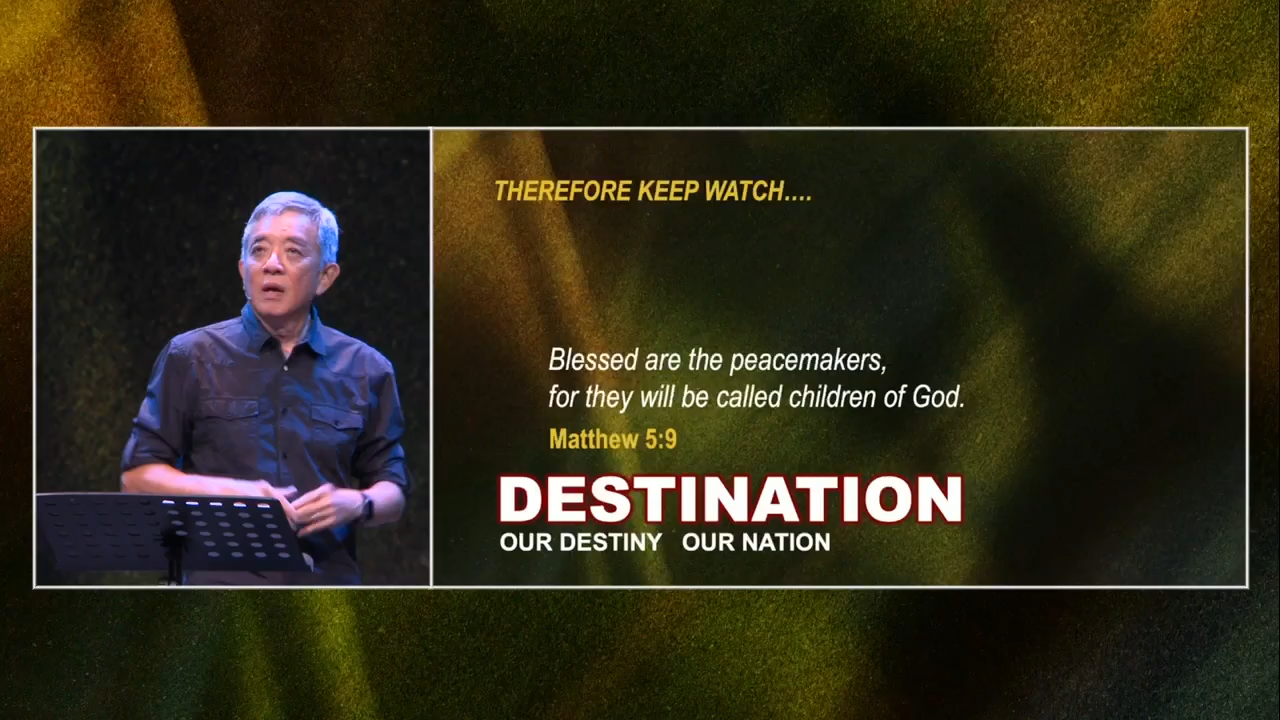 THEREFORE KEEP WATCH....
Blessed are the peacemakers,
for they will be called children of God.
Matthew 5:9
DESTINATION
OUR DESTINY OUR NATION